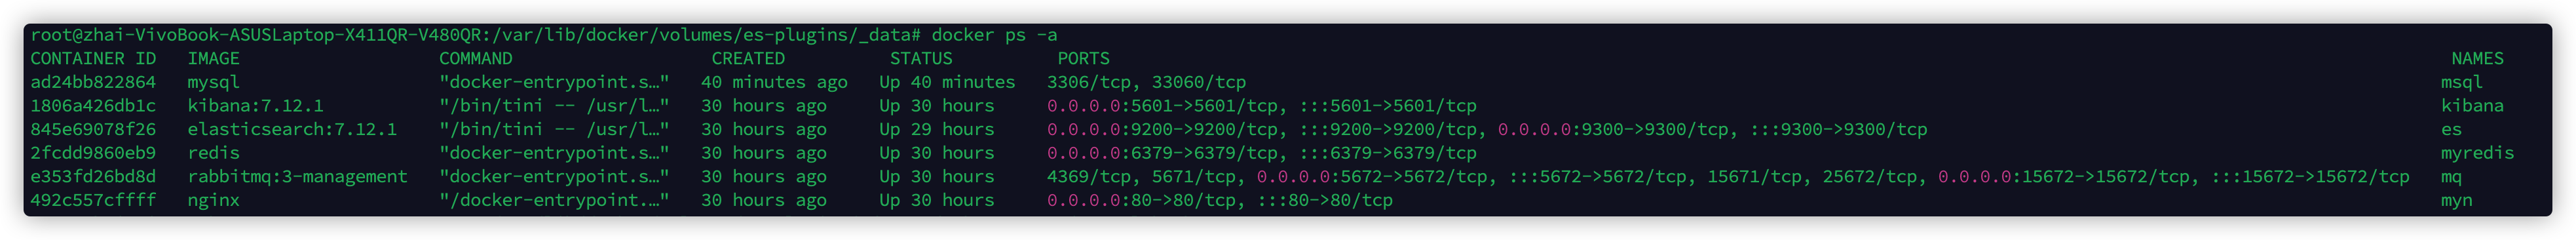 root@zhai-VivoBook-ASUSLaptop-X411QR-V480QR:/var/lib/docker/volumes/es-plugins/_data# docker ps -a
CONTAINER ID   IMAGE                   COMMAND                   CREATED          STATUS          PORTS                                                                                                                                             NAMES
ad24bb822864   mysql                   "docker-entrypoint.s…"   40 minutes ago   Up 40 minutes   3306/tcp, 33060/tcp                                                                                                                               msql
1806a426db1c   kibana:7.12.1           "/bin/tini -- /usr/l…"   30 hours ago     Up 30 hours     0.0.0.0:5601->5601/tcp, :::5601->5601/tcp                                                                                                         kibana
845e69078f26   elasticsearch:7.12.1    "/bin/tini -- /usr/l…"   30 hours ago     Up 29 hours     0.0.0.0:9200->9200/tcp, :::9200->9200/tcp, 0.0.0.0:9300->9300/tcp, :::9300->9300/tcp                                                              es
2fcdd9860eb9   redis                   "docker-entrypoint.s…"   30 hours ago     Up 30 hours     0.0.0.0:6379->6379/tcp, :::6379->6379/tcp                                                                                                         myredis
e353fd26bd8d   rabbitmq:3-management   "docker-entrypoint.s…"   30 hours ago     Up 30 hours     4369/tcp, 5671/tcp, 0.0.0.0:5672->5672/tcp, :::5672->5672/tcp, 15671/tcp, 25672/tcp, 0.0.0.0:15672->15672/tcp, :::15672->15672/tcp   mq
492c557cffff   nginx                   "/docker-entrypoint.…"   30 hours ago     Up 30 hours     0.0.0.0:80->80/tcp, :::80->80/tcp                                                                                                                 myn